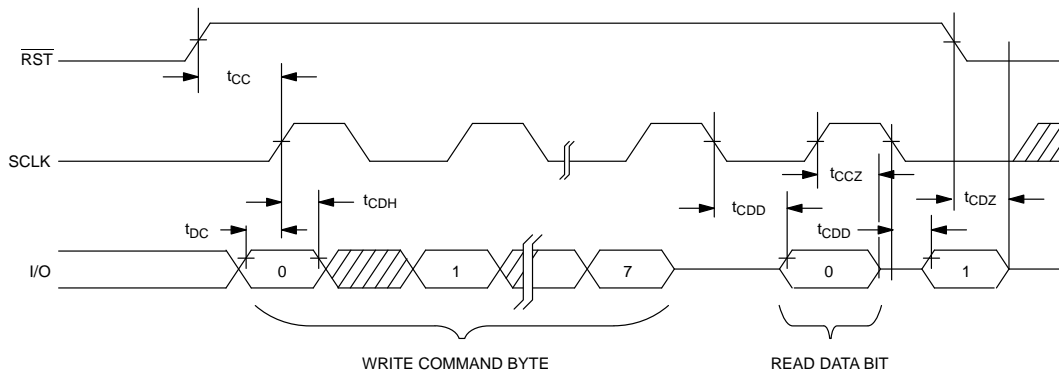 RST
tCC
SCLK
tCCZ
tCDH
tCDD
tCDZ
tDC
tCDD
I/O
0
1
7
0
1
WRITE COMMAND BYTE
READ DATA BIT